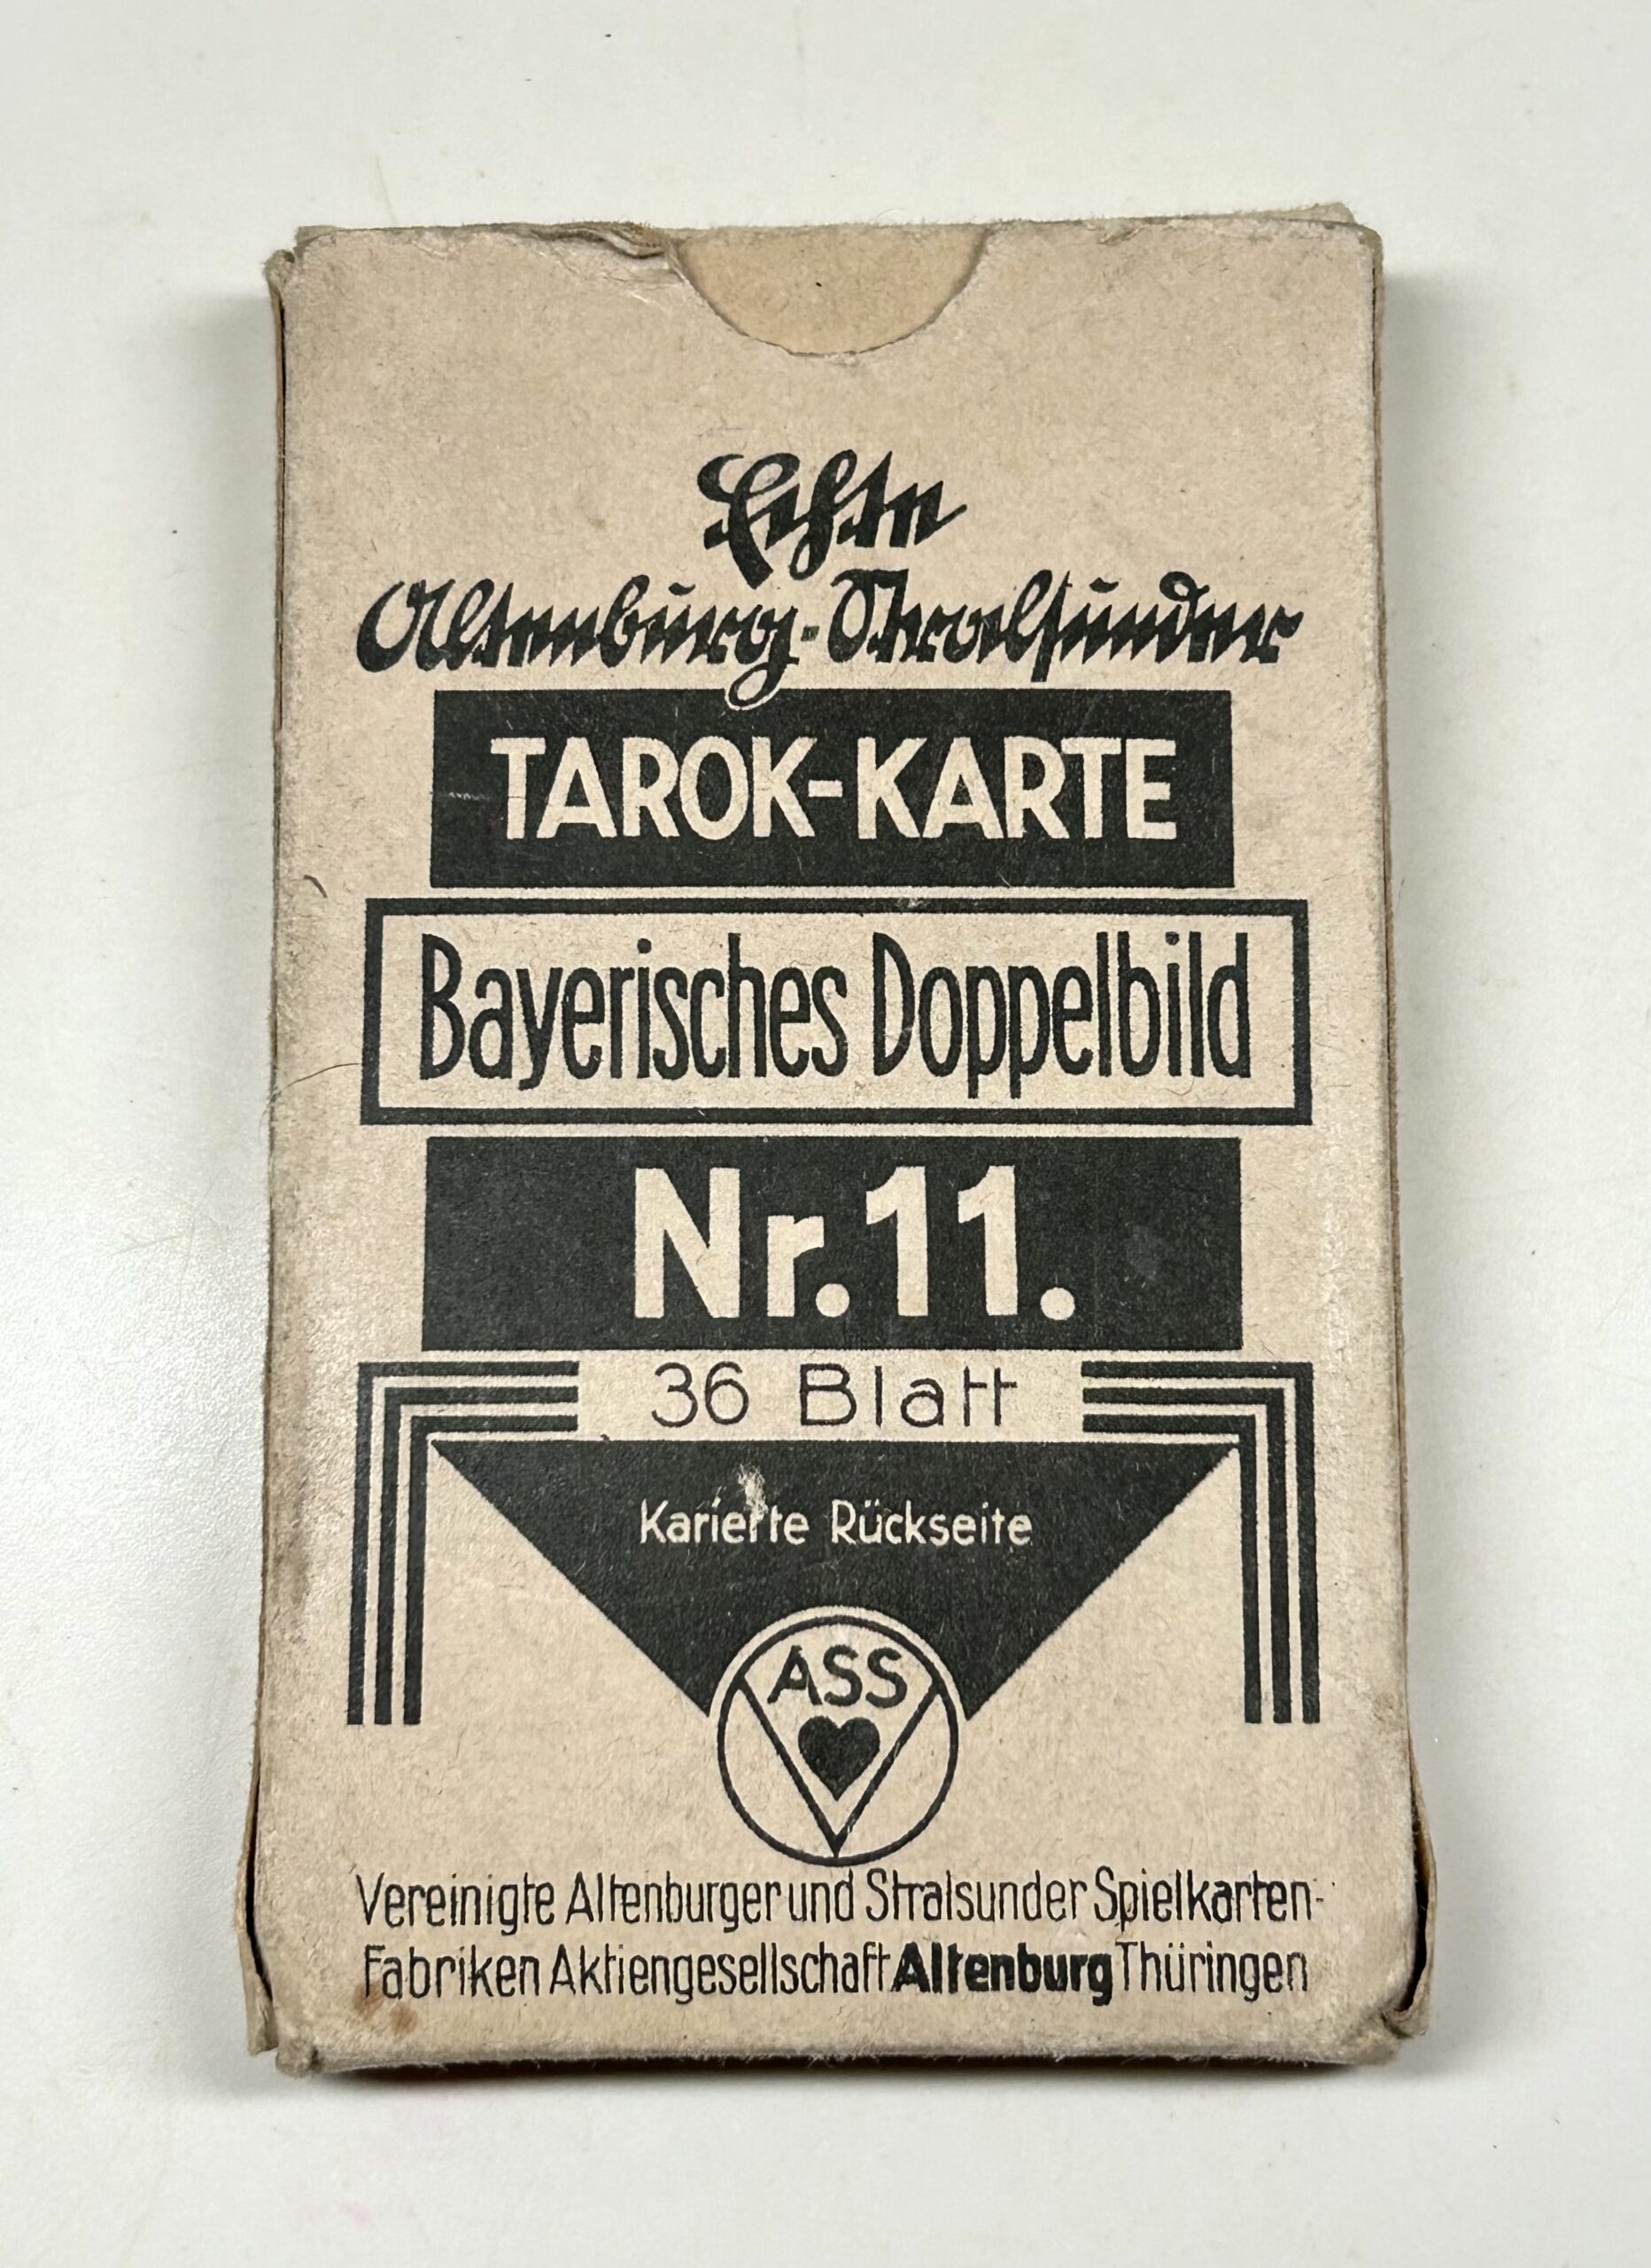 Echte
Altenburg-Stralsunder
TAROK-KARTE
Bayerisches Doppelbild
Nr. 11.
36 Blatt
Karierte Rückseite
ASS
Vereinigte Altenburger und Stralsunder Spielkarten-
Fabriken Aktiengesellschaft Altenburg Thüringen